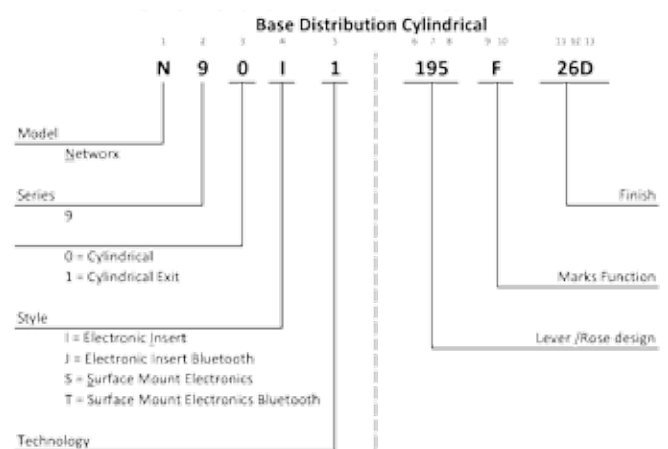 Base Distribution Cylindrical
1 2 3 4 5 6 7 8 9 10 11 12 13
N 9 0 I 1 195 F 26D
Model
Networx
Series
9
Finish
0 = Cylindrical
1 = Cylindrical Exit
Marks Function
Style
I = Electronic Insert
Lever /Rose design
J = Electronic Insert Bluetooth
S = Surface Mount Electronics
T = Surface Mount Electronics Bluetooth
Technology